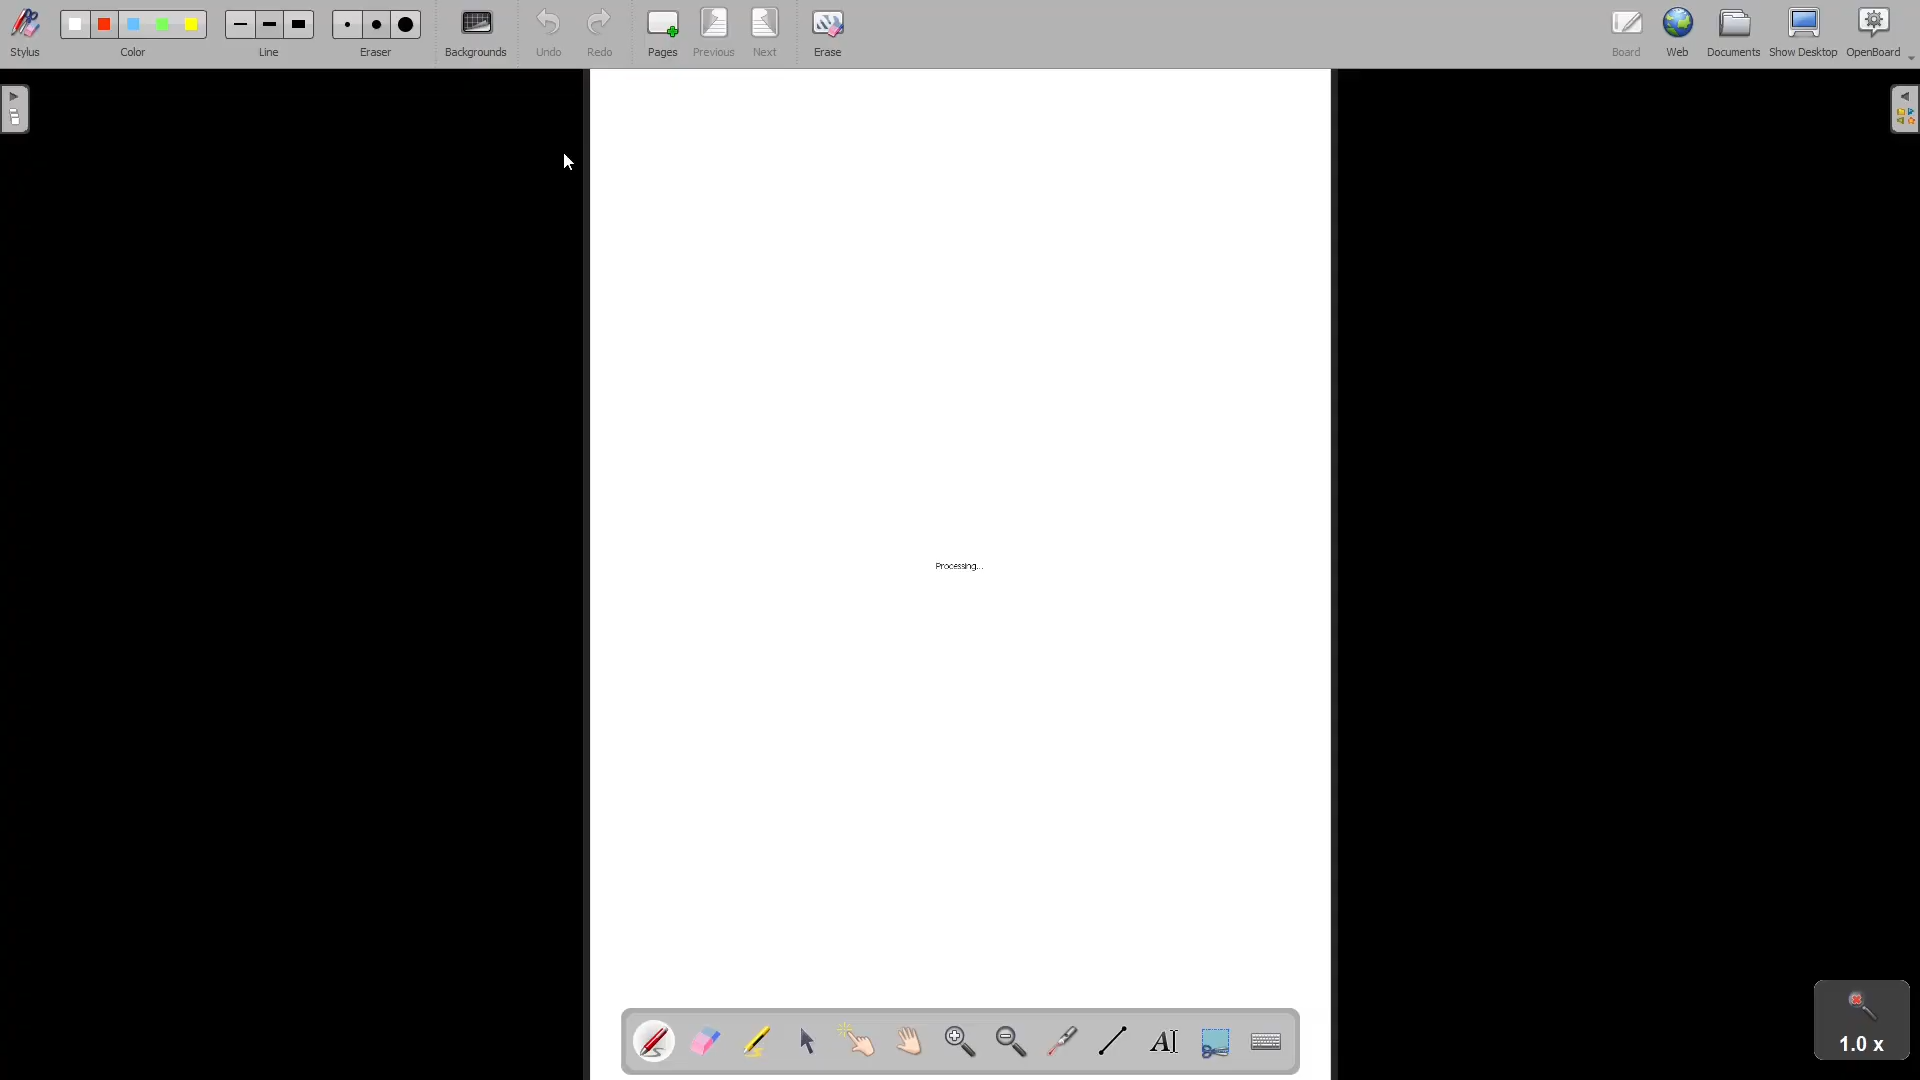 Stylus
Color
Line
Eraser
Backgrounds
Undo
Redo
Pages
Previous
Next
Erase
Board
Web
Documents
Show Desktop
OpenBoard
Processing...
AI
1.0 x